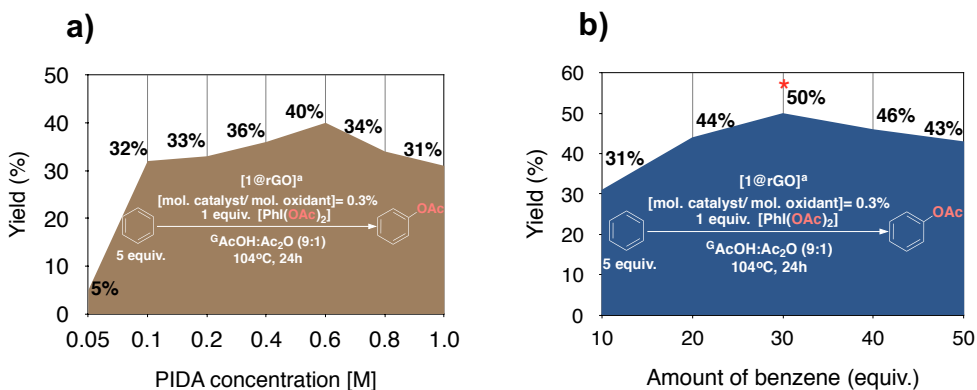 a)
Yield (%)
50
40
30
20
10
0
5%
32%
33%
36%
40%
34%
31%
[1@rGO]ᵃ
[mol. catalyst/ mol. oxidant]= 0.3%
1 equiv. [PhI(OAc)₂]
OAc
5 equiv.
ᴳAcOH:Ac₂O (9:1)
104ºC, 24h
0.05 0.1 0.2 0.4 0.6 0.8 1.0
PIDA concentration [M]
b)
Yield (%)
60
50
40
30
20
10
0
31%
44%
*
50%
46%
43%
[1@rGO]ᵃ
[mol. catalyst/ mol. oxidant]= 0.3%
1 equiv. [PhI(OAc)₂]
OAc
5 equiv.
ᴳAcOH:Ac₂O (9:1)
104ºC, 24h
10 20 30 40 50
Amount of benzene (equiv.)